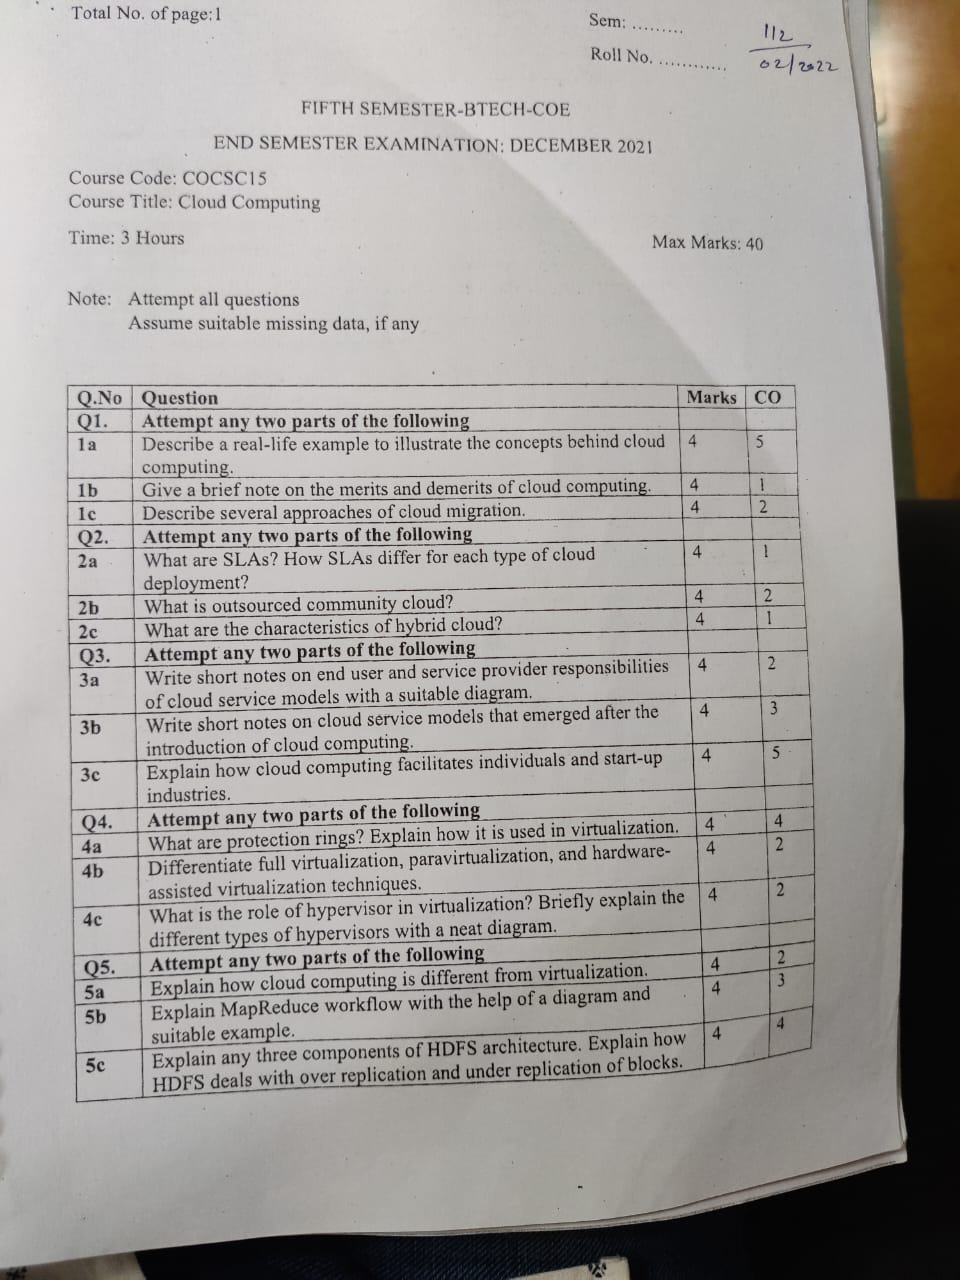 Total No. of page:1
Sem: .........
Roll No. ............
112
02/2022
FIFTH SEMESTER-BTECH-COE
END SEMESTER EXAMINATION: DECEMBER 2021
Course Code: COCSC15
Course Title: Cloud Computing
Time: 3 Hours
Max Marks: 40
Note: Attempt all questions
Assume suitable missing data, if any
Q.No Question Marks CO
Q1. Attempt any two parts of the following
1a Describe a real-life example to illustrate the concepts behind cloud 4 5
computing.
1b Give a brief note on the merits and demerits of cloud computing. 4 1
1c Describe several approaches of cloud migration. 4 2
Q2. Attempt any two parts of the following
2a What are SLAs? How SLAs differ for each type of cloud 4 1
deployment?
2b What is outsourced community cloud? 4 2
2c What are the characteristics of hybrid cloud? 4 1
Q3. Attempt any two parts of the following
3a Write short notes on end user and service provider responsibilities 4 2
of cloud service models with a suitable diagram.
3b Write short notes on cloud service models that emerged after the 4 3
introduction of cloud computing.
3c Explain how cloud computing facilitates individuals and start-up 4 5
industries.
Q4. Attempt any two parts of the following
4a What are protection rings? Explain how it is used in virtualization. 4 4
4b Differentiate full virtualization, paravirtualization, and hardware- 4 2
assisted virtualization techniques.
4c What is the role of hypervisor in virtualization? Briefly explain the 4 2
different types of hypervisors with a neat diagram.
Q5. Attempt any two parts of the following
5a Explain how cloud computing is different from virtualization. 4 2
5b Explain MapReduce workflow with the help of a diagram and 4 3
suitable example.
5c Explain any three components of HDFS architecture. Explain how 4 4
HDFS deals with over replication and under replication of blocks.